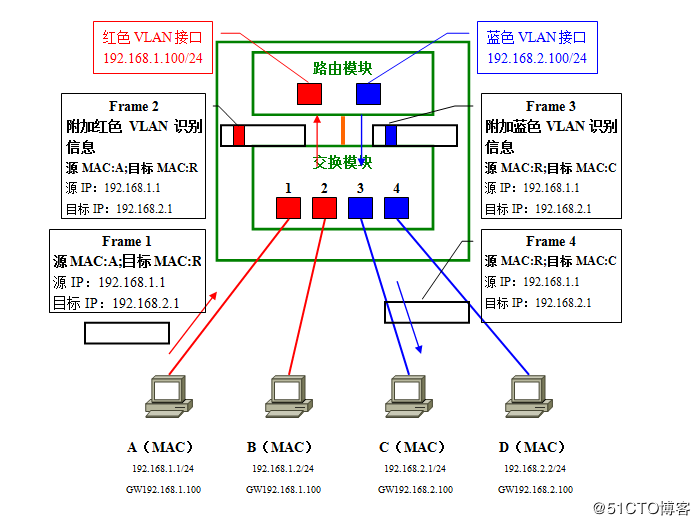 红色 VLAN 接口
192.168.1.100/24
蓝色 VLAN 接口
192.168.2.100/24
路由模块
Frame 2
附加红色 VLAN 识别
信息
源 MAC:A;目标 MAC:R
源 IP：192.168.1.1
目标 IP：192.168.2.1
Frame 3
附加蓝色 VLAN 识别
信息
源 MAC:R;目标 MAC:C
源 IP：192.168.1.1
目标 IP：192.168.2.1
交换模块
1 2 3 4
Frame 1
源 MAC:A;目标 MAC:R
源 IP：192.168.1.1
目标 IP：192.168.2.1
Frame 4
源 MAC:R;目标 MAC:C
源 IP：192.168.1.1
目标 IP：192.168.2.1
A（MAC）
192.168.1.1/24
GW192.168.1.100
B（MAC）
192.168.1.2/24
GW192.168.1.100
C（MAC）
192.168.2.1/24
GW192.168.2.100
D（MAC）
192.168.2.2/24
GW192.168.2.100
@51CTO博客